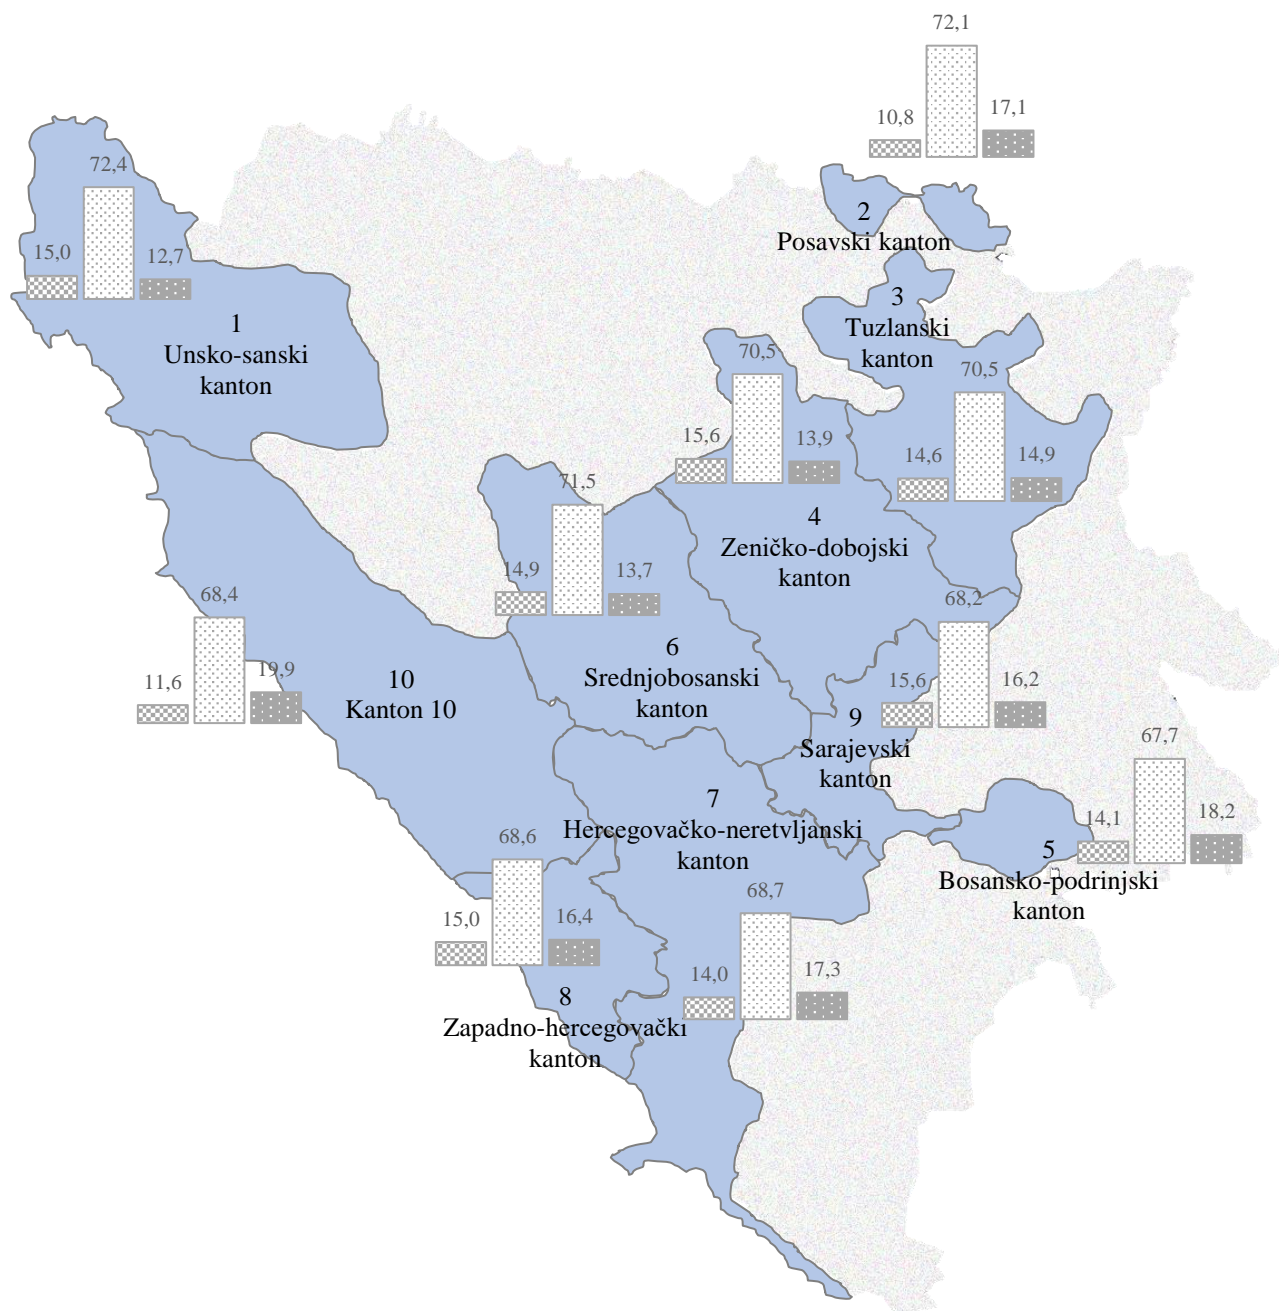 72,1
10,8
17,1
72,4
15,0
12,7
2
Posavski kanton
1
Unsko-sanski
kanton
3
Tuzlanski
kanton
70,5
15,6
13,9
70,5
14,6
14,9
71,5
14,9
13,7
4
Zeničko-dobojski
kanton
68,4
11,6
19,9
10
Kanton 10
6
Srednjobosanski
kanton
68,2
15,6
16,2
9
Sarajevski
kanton
67,7
14,1
18,2
7
Hercegovačko-neretvljanski
kanton
5
Bosansko-podrinjski
kanton
68,6
15,0
16,4
68,7
14,0
17,3
8
Zapadno-hercegovački
kanton